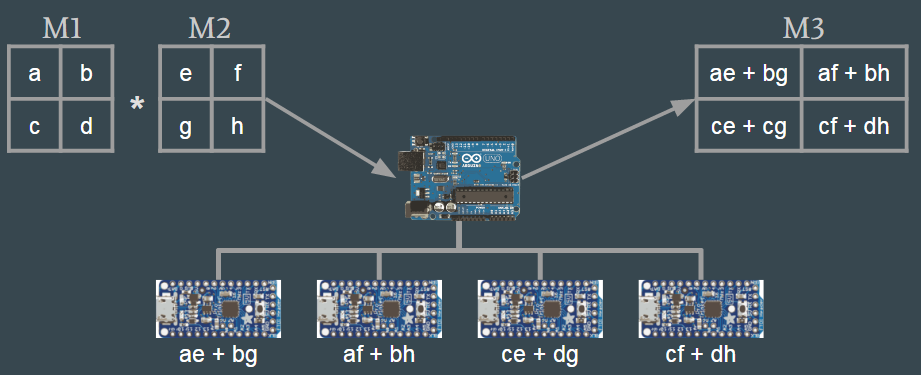 M1 M2 M3
a b e f ae + bg af + bh
*
c d g h ce + cg cf + dh
UNO
ARDUINO
ae + bg af + bh ce + dg cf + dh